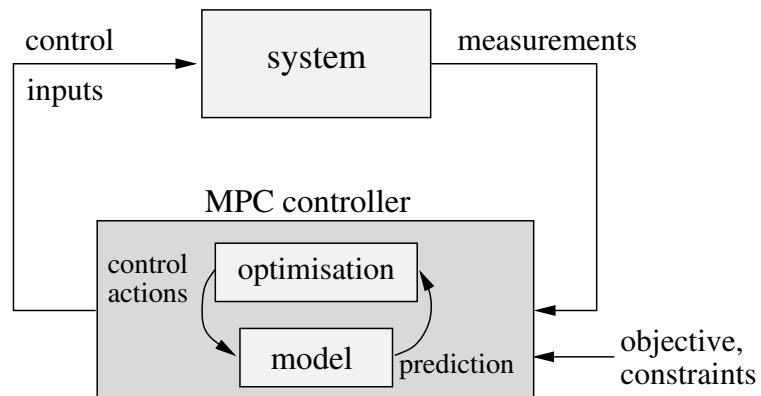 control
inputs
system
measurements
MPC controller
control
actions
optimisation
model
prediction
objective,
constraints